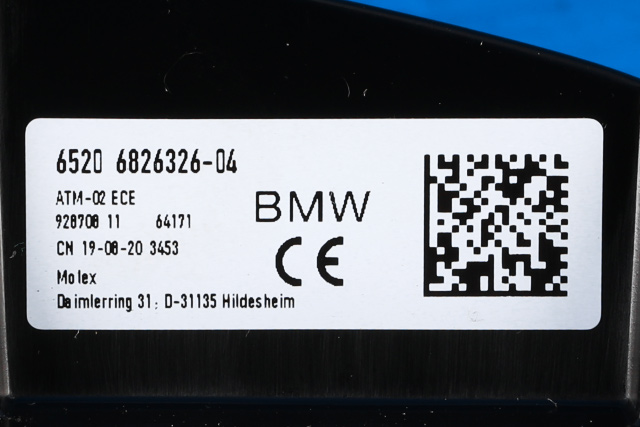 6520 6826326-04
ATM-02 ECE
928708 11 64171
CN 19-08-20 3453
Molex
Daimlerring 31; D-31135 Hildesheim
BMW
CE